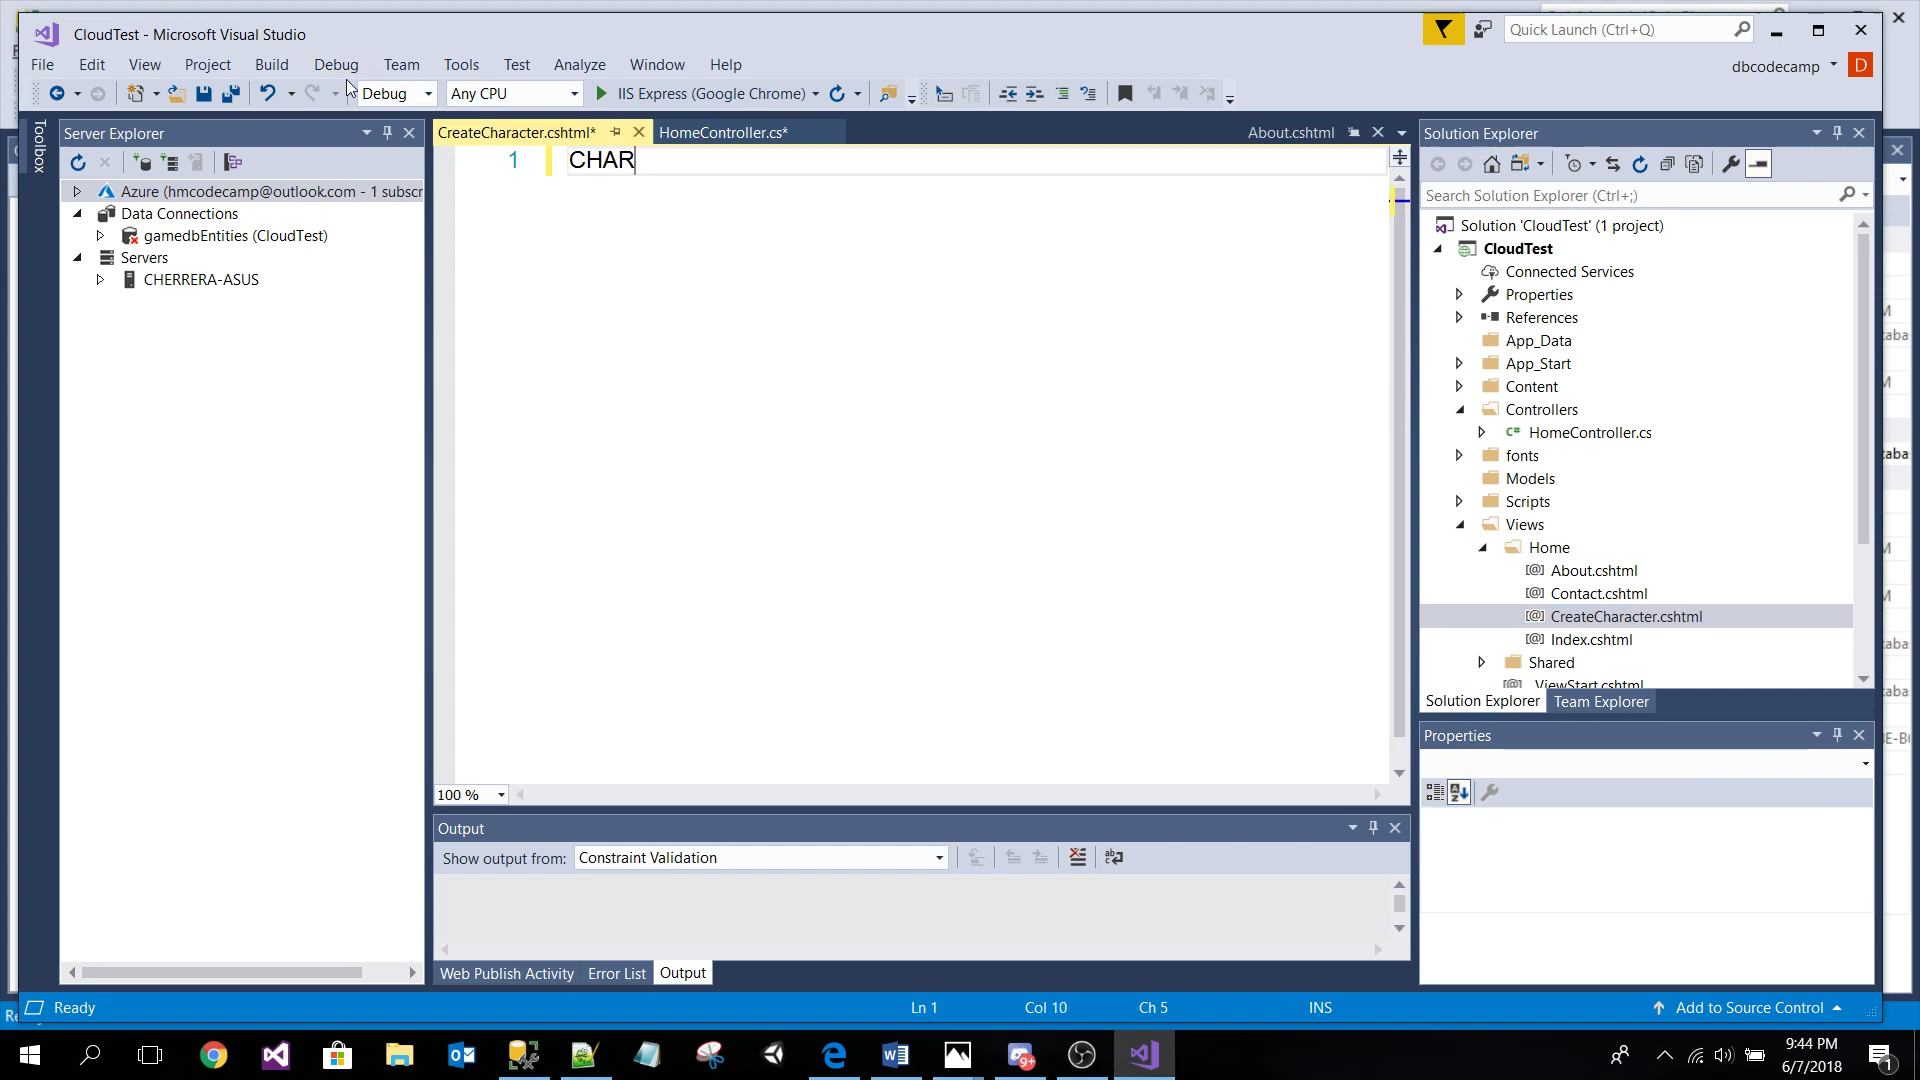 CloudTest - Microsoft Visual Studio
Quick Launch (Ctrl+Q)
File Edit View Project Build Debug Team Tools Test Analyze Window Help
dbcodecamp D
Debug Any CPU IIS Express (Google Chrome)
Toolbox
Server Explorer
Azure (hmcodecamp@outlook.com - 1 subscr
Data Connections
gamedbEntities (CloudTest)
Servers
CHERRERA-ASUS
CreateCharacter.cshtml* HomeController.cs* About.cshtml
1 CHAR
100 %
Output
Show output from: Constraint Validation
Web Publish Activity Error List Output
Solution Explorer
Search Solution Explorer (Ctrl+;)
Solution 'CloudTest' (1 project)
CloudTest
Connected Services
Properties
References
App_Data
App_Start
Content
Controllers
C# HomeController.cs
fonts
Models
Scripts
Views
Home
[@] About.cshtml
[@] Contact.cshtml
[@] CreateCharacter.cshtml
[@] Index.cshtml
Shared
[@] _ViewStart.cshtml
Solution Explorer Team Explorer
Properties
Ready Ln 1 Col 10 Ch 5 INS Add to Source Control
9+
9:44 PM
6/7/2018
1